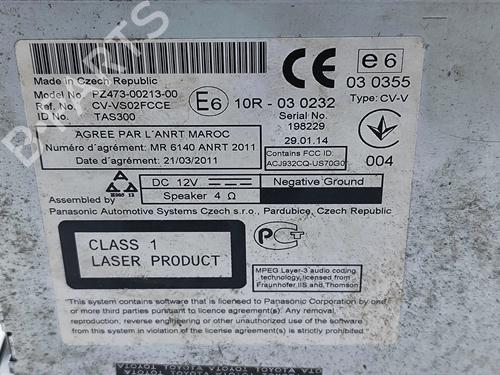 Made in Czech Republic
Model No. PZ473-00213-00
Ref. No. CV-VS02FCCE
ID No. TAS300
E6 10R - 03 0232
CE
e6
03 0355
Type: CV-V
Serial No.
198229
29.01.14
AGREE PAR L'ANRT MAROC
Numéro d'agrément: MR 6140 ANRT 2011
Date d'agrément: 21/03/2011
Contains FCC ID:
ACJ932CQ-US70G0
004
DC 12V
Negative Ground
Speaker 4 Ω
Assembled by
Panasonic Automotive Systems Czech s.r.o., Pardubice, Czech Republic
CLASS 1
LASER PRODUCT
MPEG Layer-3 audio coding
technology, licensed from
Fraunhofer IIS and Thomson
"This system contains software that is licensed to Panasonic Corporation by one
or more third parties pursuant to licence agreement(s). Any removal,
reproduction, reverse engineering or other unauthorized use of the software
from this system in violation of the licence agreement(s) is strictly prohibited."
TOYOTA TOYOTA